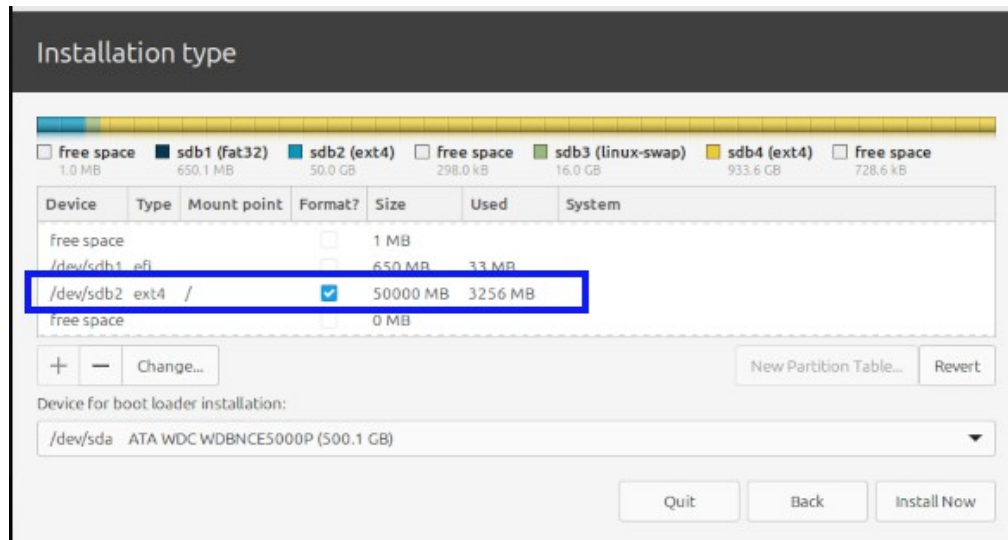 Installation type
free space sdb1 (fat32) sdb2 (ext4) free space sdb3 (linux-swap) sdb4 (ext4) free space
1.0 MB 650.1 MB 50.0 GB 298.0 kB 16.0 GB 933.6 GB 728.6 kB
Device Type Mount point Format? Size Used System
free space 1 MB
/dev/sdb1 efi 650 MB 33 MB
/dev/sdb2 ext4 / 50000 MB 3256 MB
free space 0 MB
+ − Change... New Partition Table... Revert
Device for boot loader installation:
/dev/sda ATA WDC WDBNCE5000P (500.1 GB)
Quit Back Install Now